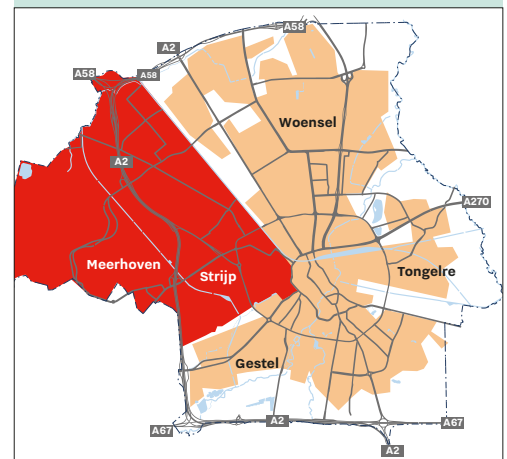 A58
A2
A58
A58
Woensel
A2
A270
Meerhoven
Strijp
Tongelre
Gestel
A67
A2
A67
A2